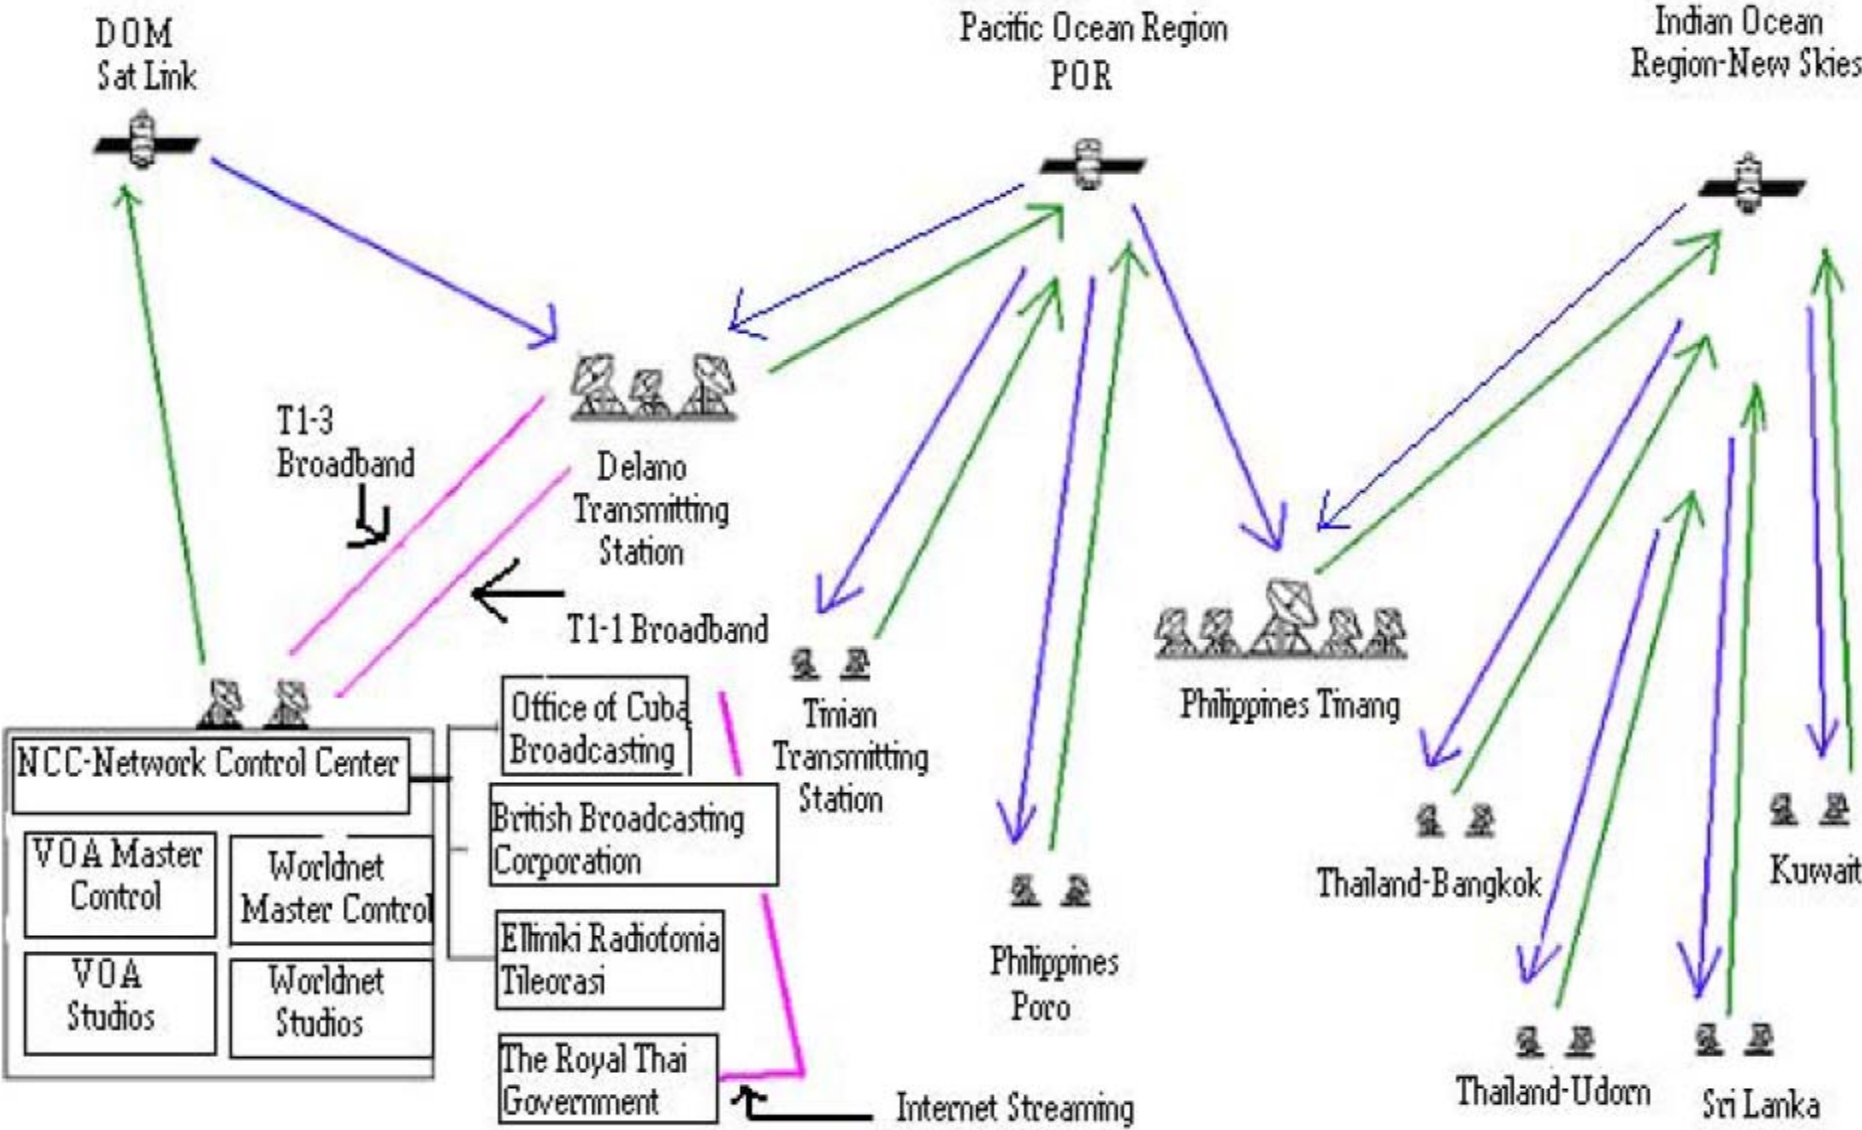 DOM
Sat Link
Pacific Ocean Region
POR
Indian Ocean
Region-New Skies
T1-3
Broadband
Delano
Transmitting
Station
T1-1 Broadband
Tinian
Transmitting
Station
Philippines Tinang
Philippines
Poro
Thailand-Bangkok
Kuwait
Thailand-Udorn
Sri Lanka
NCC-Network Control Center
VOA Master
Control
Worldnet
Master Control
VOA
Studios
Worldnet
Studios
Office of Cuba
Broadcasting
British Broadcasting
Corporation
Elliniki Radiofonia
Tileorasi
The Royal Thai
Government
Internet Streaming